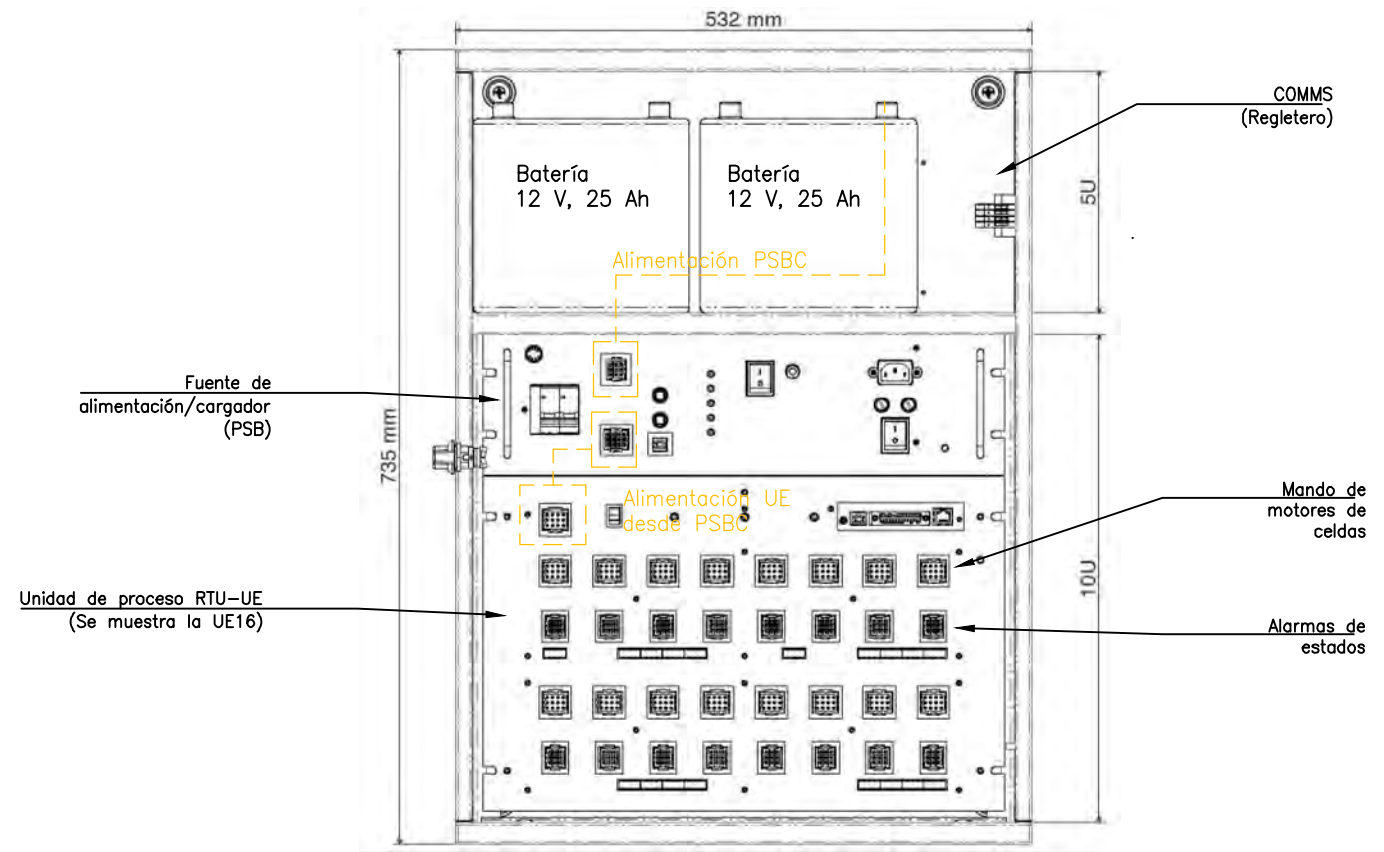 532 mm
COMMS
(Regletero)
Batería
12 V, 25 Ah
Batería
12 V, 25 Ah
5U
Alimentación PSBC
Fuente de
alimentación/cargador
(PSB)
735 mm
Alimentación UE
desde PSBC
Mando de
motores de
celdas
10U
Unidad de proceso RTU-UE
(Se muestra la UE16)
Alarmas de
estados